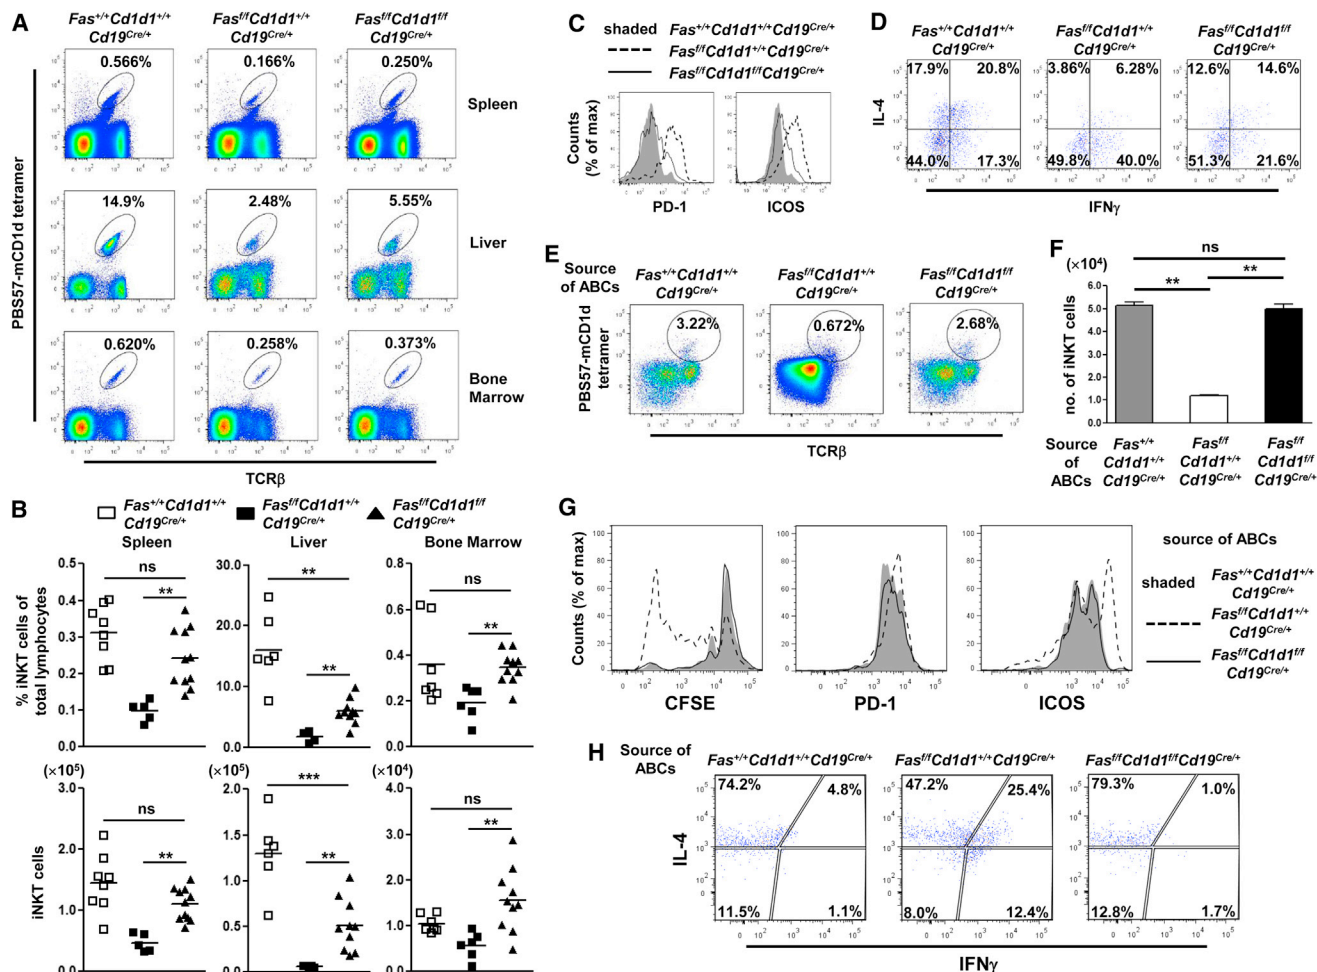 A
Fas+/+Cd1d1+/+ Fasf/fCd1d1+/+ Fasf/fCd1d1f/f
Cd19Cre/+ Cd19Cre/+ Cd19Cre/+
0.566% 0.166% 0.250%
Spleen
14.9% 2.48% 5.55%
Liver
0.620% 0.258% 0.373%
Bone
Marrow
PBS57-mCD1d tetramer
TCRβ
B
Fas+/+Cd1d1+/+ Fasf/fCd1d1+/+ Fasf/fCd1d1f/f
Cd19Cre/+ Cd19Cre/+ Cd19Cre/+
Spleen Liver Bone Marrow
% iNKT cells of
total lymphocytes
0.5 0.4 0.3 0.2 0.1 0.0
ns
**
30.0 20.0 10.0 0.0
**
**
0.8 0.6 0.4 0.2 0.0
ns
**
iNKT cells
(×10⁵) (×10⁵) (×10⁴)
3.0 2.0 1.0 0.0
ns
**
2.0 1.5 1.0 0.5 0.0
***
**
4.0 3.0 2.0 1.0 0.0
ns
**
C
shaded Fas+/+Cd1d1+/+Cd19Cre/+
Fasf/fCd1d1+/+Cd19Cre/+
Fasf/fCd1d1f/fCd19Cre/+
Counts
(% of max)
PD-1 ICOS
D
Fas+/+Cd1d1+/+ Fasf/fCd1d1+/+ Fasf/fCd1d1f/f
Cd19Cre/+ Cd19Cre/+ Cd19Cre/+
17.9% 20.8% 3.86% 6.28% 12.6% 14.6%
IL-4
44.0% 17.3% 49.8% 40.0% 51.3% 21.6%
IFNγ
E
Source
of ABCs
Fas+/+Cd1d1+/+ Fasf/fCd1d1+/+ Fasf/fCd1d1f/f
Cd19Cre/+ Cd19Cre/+ Cd19Cre/+
3.22% 0.672% 2.68%
PBS57-mCD1d
tetramer
TCRβ
F
(×10⁴)
ns
** **
6.0 5.0 4.0 3.0 2.0 1.0 0.0
no. of iNKT cells
Source
of
ABCs
Fas+/+ Fasf/f Fasf/f
Cd1d1+/+ Cd1d1+/+ Cd1d1f/f
Cd19Cre/+ Cd19Cre/+ Cd19Cre/+
G
Counts (% of max)
CFSE PD-1 ICOS
source of ABCs
shaded Fas+/+Cd1d1+/+
Cd19Cre/+
Fasf/fCd1d1+/+
Cd19Cre/+
Fasf/fCd1d1f/f
Cd19Cre/+
H
Source of
ABCs
Fas+/+Cd1d1+/+Cd19Cre/+ Fasf/fCd1d1+/+Cd19Cre/+ Fasf/fCd1d1f/fCd19Cre/+
74.2% 4.8% 47.2% 25.4% 79.3% 1.0%
IL-4
11.5% 1.1% 8.0% 12.4% 12.8% 1.7%
IFNγ